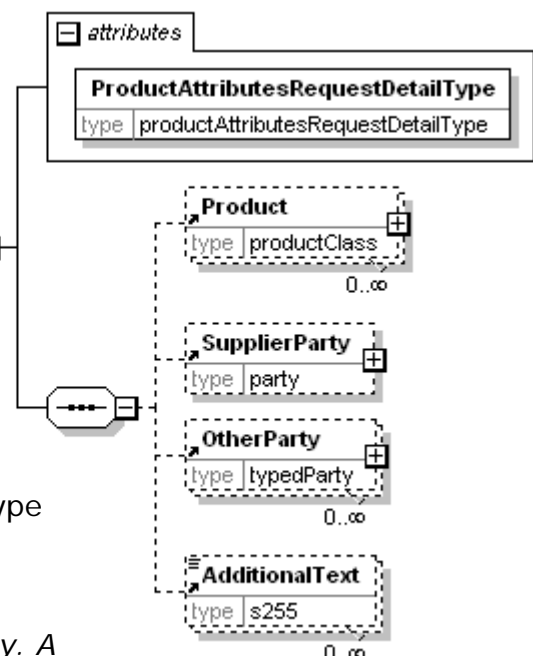 attributes
ProductAttributesRequestDetailType
type productAttributesRequestDetailType
Product
type productClass
0..∞
SupplierParty
type party
OtherParty
type typedParty
0..∞
ype
AdditionalText
type s255
y. A
0..∞